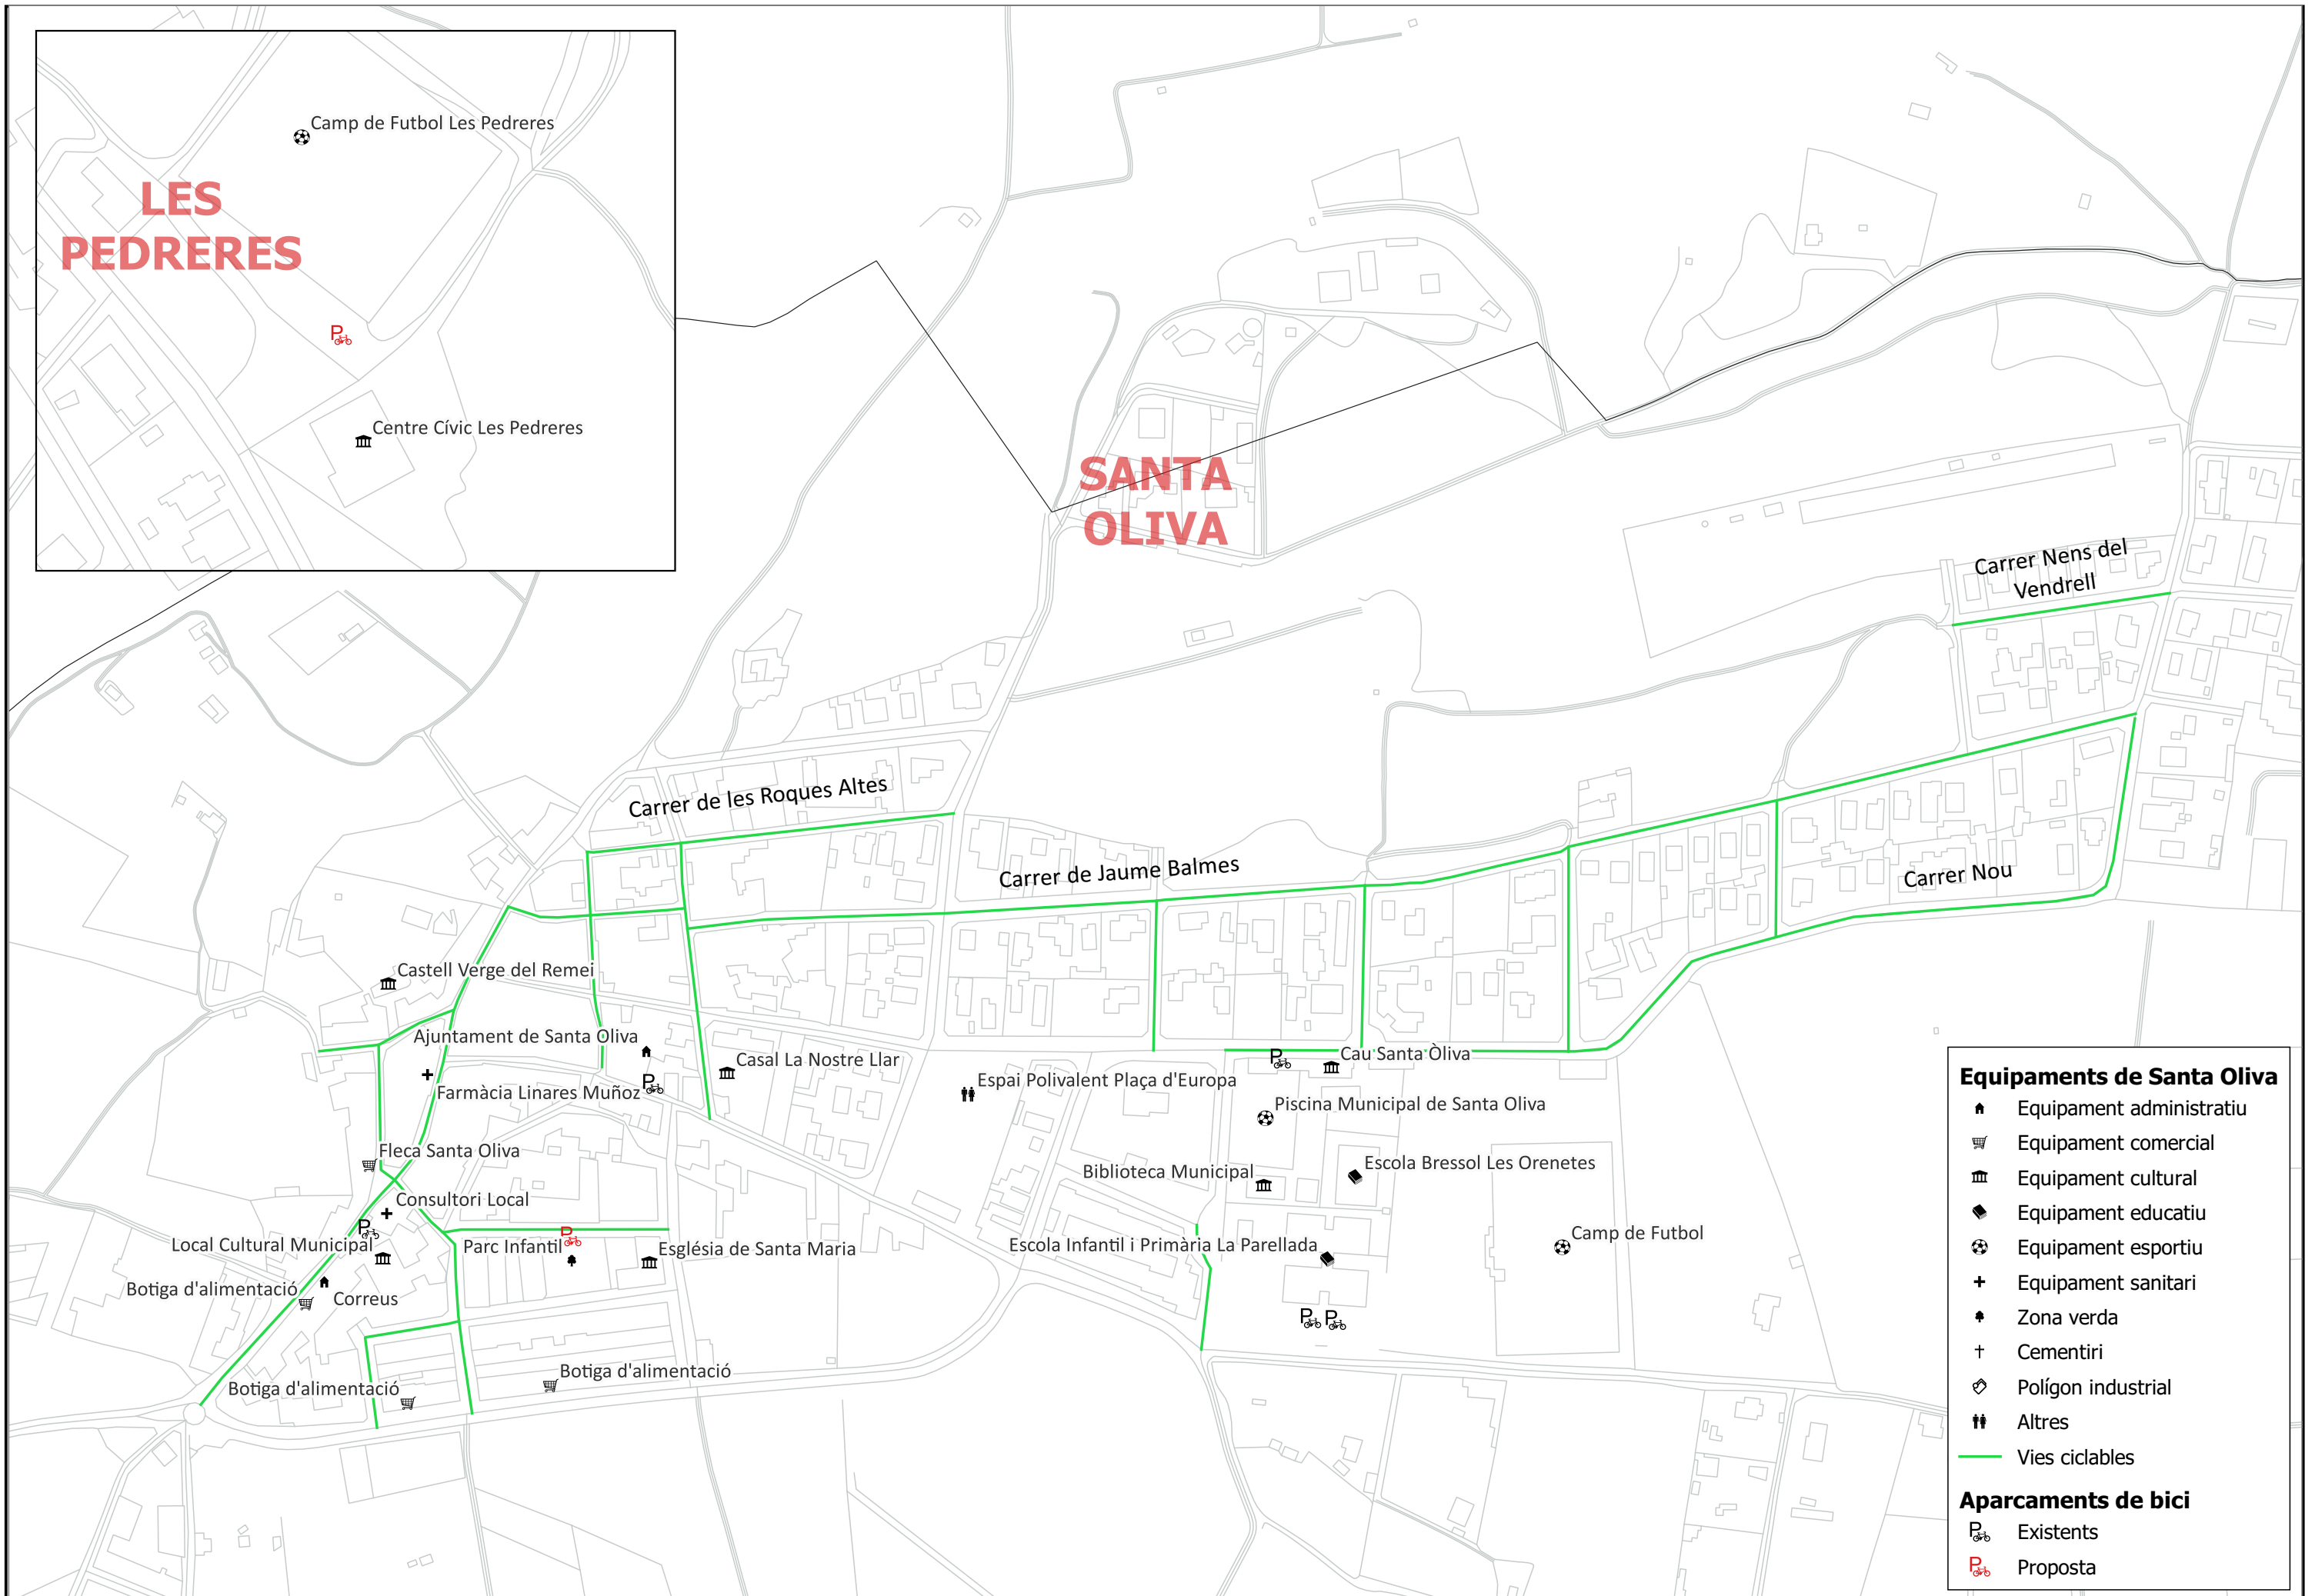 Camp de Futbol Les Pedreres
LES
PEDRERES
Centre Cívic Les Pedreres
SANTA
OLIVA
Carrer Nens del
Vendrell
Carrer de les Roques Altes
Carrer de Jaume Balmes
Carrer Nou
Castell Verge del Remei
Ajuntament de Santa Oliva
Casal La Nostre Llar
Cau Santa Òliva
P
Farmàcia Linares Muñoz
P
Espai Polivalent Plaça d'Europa
Piscina Municipal de Santa Oliva
Fleca Santa Oliva
Biblioteca Municipal
Escola Bressol Les Orenetes
Consultori Local
P
Local Cultural Municipal
Parc Infantil
P
Església de Santa Maria
Escola Infantil i Primària La Parellada
Camp de Futbol
Botiga d'alimentació
Correus
P
P
Botiga d'alimentació
Botiga d'alimentació
P
Equipaments de Santa Oliva
Equipament administratiu
Equipament comercial
Equipament cultural
Equipament educatiu
Equipament esportiu
Equipament sanitari
Zona verda
Cementiri
Polígon industrial
Altres
Vies ciclables
Aparcaments de bici
P Existents
P Proposta